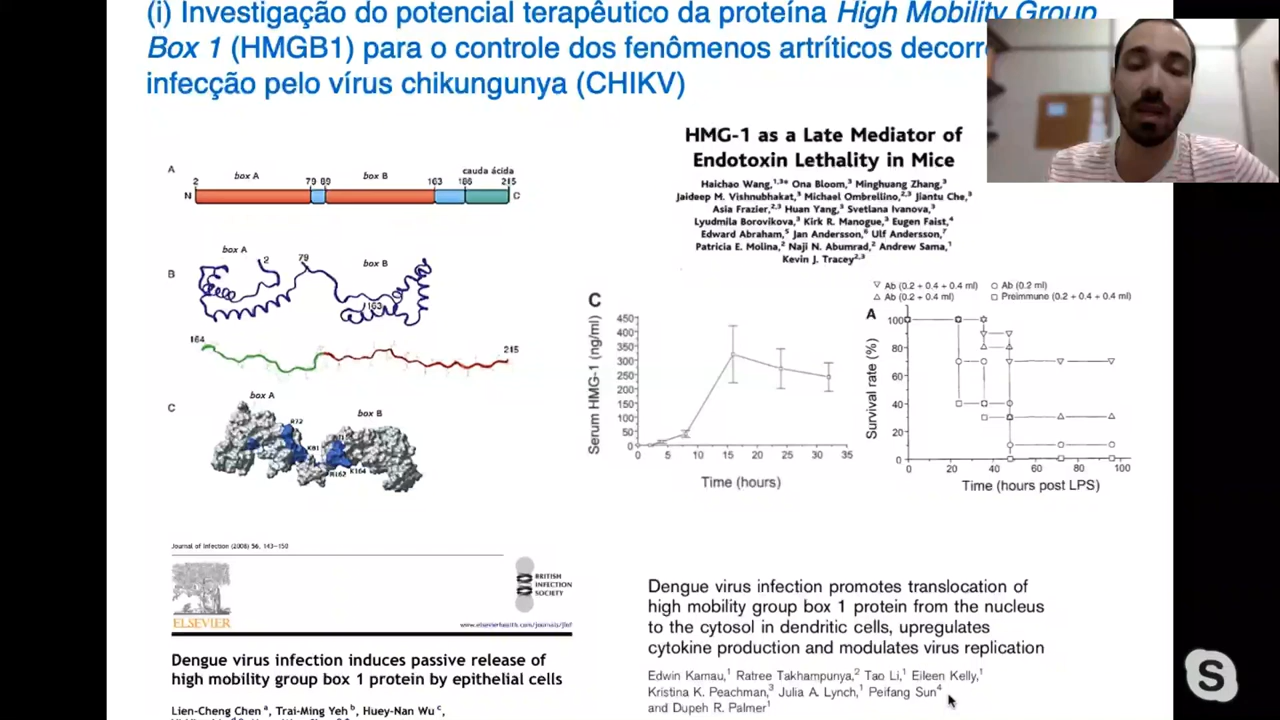 (i) Investigação do potencial terapêutico da proteína High Mobility Group
Box 1 (HMGB1) para o controle dos fenômenos artríticos decorr
infecção pelo vírus chikungunya (CHIKV)
A
box A
box B
cauda ácida
2
79 89
163
186
215
N
C
B
box A
2
79
box B
163
164
215
C
box A
box B
R72
K81
R162
K164
HMG-1 as a Late Mediator of
Endotoxin Lethality in Mice
Haichao Wang,1,3* Ona Bloom,3 Minghuang Zhang,3
Jaideep M. Vishnubhakat,3 Michael Ombrellino,2,3 Jiantu Che,3
Asia Frazier,2,3 Huan Yang,3 Svetlana Ivanova,3
Lyudmila Borovikova,3 Kirk R. Manogue,3 Eugen Faist,4
Edward Abraham,5 Jan Andersson,6 Ulf Andersson,7
Patricia E. Molina,2 Naji N. Abumrad,2 Andrew Sama,1
Kevin J. Tracey2,3
C
Serum HMG-1 (ng/ml)
450
400
350
300
250
200
150
100
50
0
0 5 10 15 20 25 30 35
Time (hours)
▽ Ab (0.2 + 0.4 + 0.4 ml) ○ Ab (0.2 ml)
△ Ab (0.2 + 0.4 ml) □ Preimmune (0.2 + 0.4 + 0.4 ml)
A
Survival rate (%)
100
80
60
40
20
0
0 20 40 60 80 100
Time (hours post LPS)
Journal of Infection (2008) 56, 143-150
BRITISH
INFECTION
SOCIETY
ELSEVIER
www.elsevierhealth.com/journals/jinf
Dengue virus infection induces passive release of
high mobility group box 1 protein by epithelial cells
Lien-Cheng Chen a, Trai-Ming Yeh b, Huey-Nan Wu c,
Dengue virus infection promotes translocation of
high mobility group box 1 protein from the nucleus
to the cytosol in dendritic cells, upregulates
cytokine production and modulates virus replication
Edwin Kamau,1 Ratree Takhampunya,2 Tao Li,1 Eileen Kelly,1
Kristina K. Peachman,3 Julia A. Lynch,1 Peifang Sun4
and Dupeh R. Palmer1
S